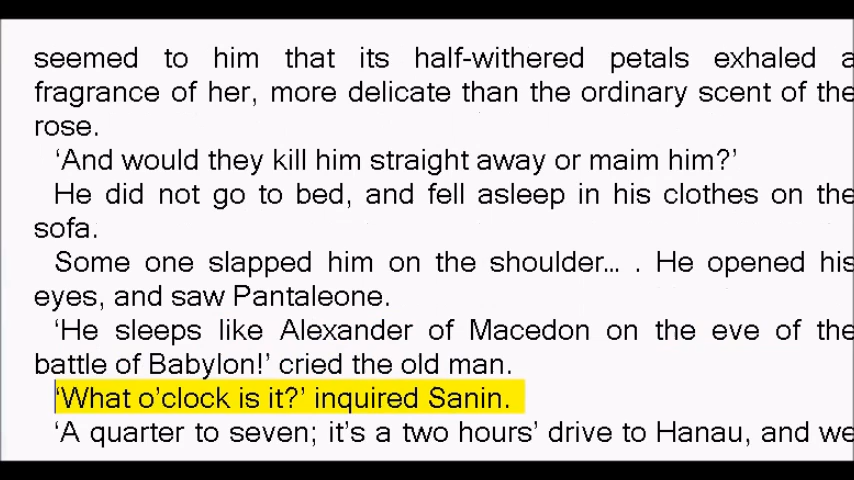 seemed to him that its half-withered petals exhaled a
fragrance of her, more delicate than the ordinary scent of the
rose.
‘And would they kill him straight away or maim him?’
He did not go to bed, and fell asleep in his clothes on the
sofa.
Some one slapped him on the shoulder... . He opened his
eyes, and saw Pantaleone.
‘He sleeps like Alexander of Macedon on the eve of the
battle of Babylon!’ cried the old man.
‘What o’clock is it?’ inquired Sanin.
‘A quarter to seven; it’s a two hours’ drive to Hanau, and we